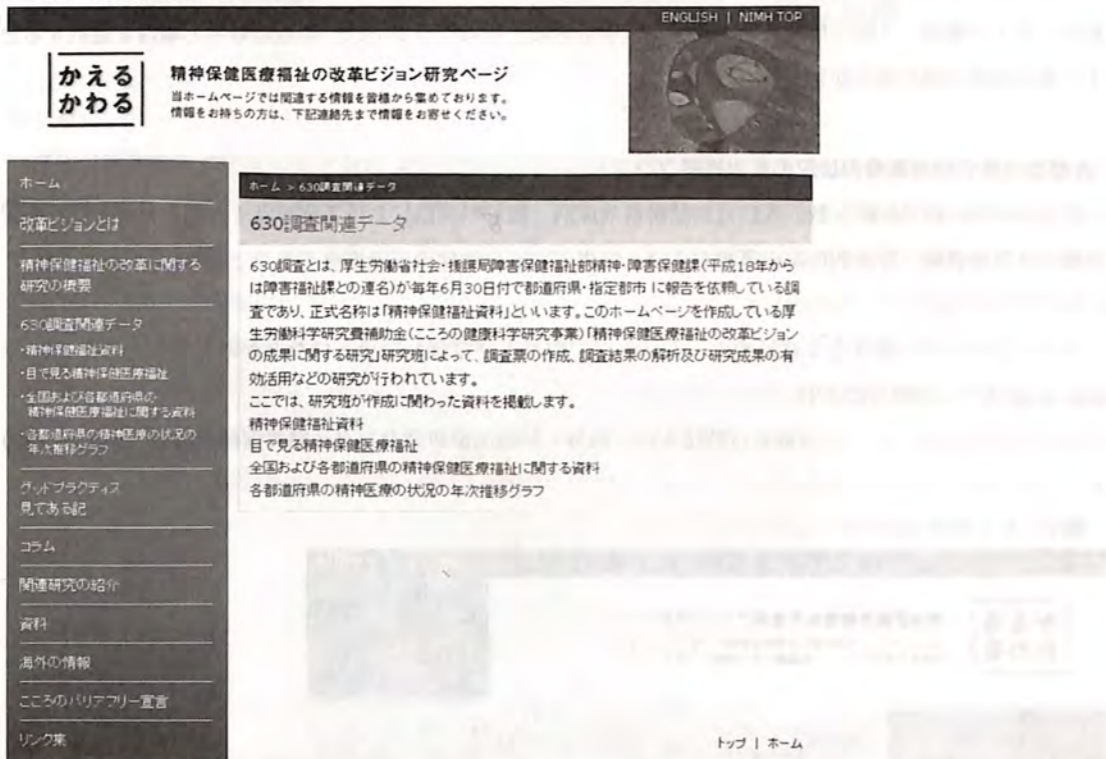 ENGLISH | NIMH TOP
かえる
かわる
精神保健医療福祉の改革ビジョン研究ページ
当ホームページでは関連する情報を皆様から集めております。
情報をお持ちの方は、下記連絡先まで情報をお寄せください。
ホーム
改革ビジョンとは
精神保健福祉の改革に関する
研究の概要
630調査関連データ
・精神保健福祉資料
・目で見る精神保健医療福祉
・全国および各都道府県の
精神保健医療福祉に関する資料
・各都道府県の精神医療の状況の
年次推移グラフ
グッドプラクティス
見てある記
コラム
関連研究の紹介
資料
海外の情報
こころのバリアフリー宣言
リンク集
ホーム > 630調査関連データ
630調査関連データ
630調査とは、厚生労働省社会・援護局障害保健福祉部精神・障害保健課(平成18年から
は障害福祉課との連名)が毎年6月30日付で都道府県・指定都市に報告を依頼している調
査であり、正式名称は「精神保健福祉資料」といいます。このホームページを作成している厚
生労働科学研究費補助金(こころの健康科学研究事業)「精神保健医療福祉の改革ビジョン
の成果に関する研究」研究班によって、調査票の作成、調査結果の解析及び研究成果の有
効活用などの研究が行われています。
ここでは、研究班が作成に関わった資料を掲載します。
精神保健福祉資料
目で見る精神保健医療福祉
全国および各都道府県の精神保健医療福祉に関する資料
各都道府県の精神医療の状況の年次推移グラフ
トップ | ホーム